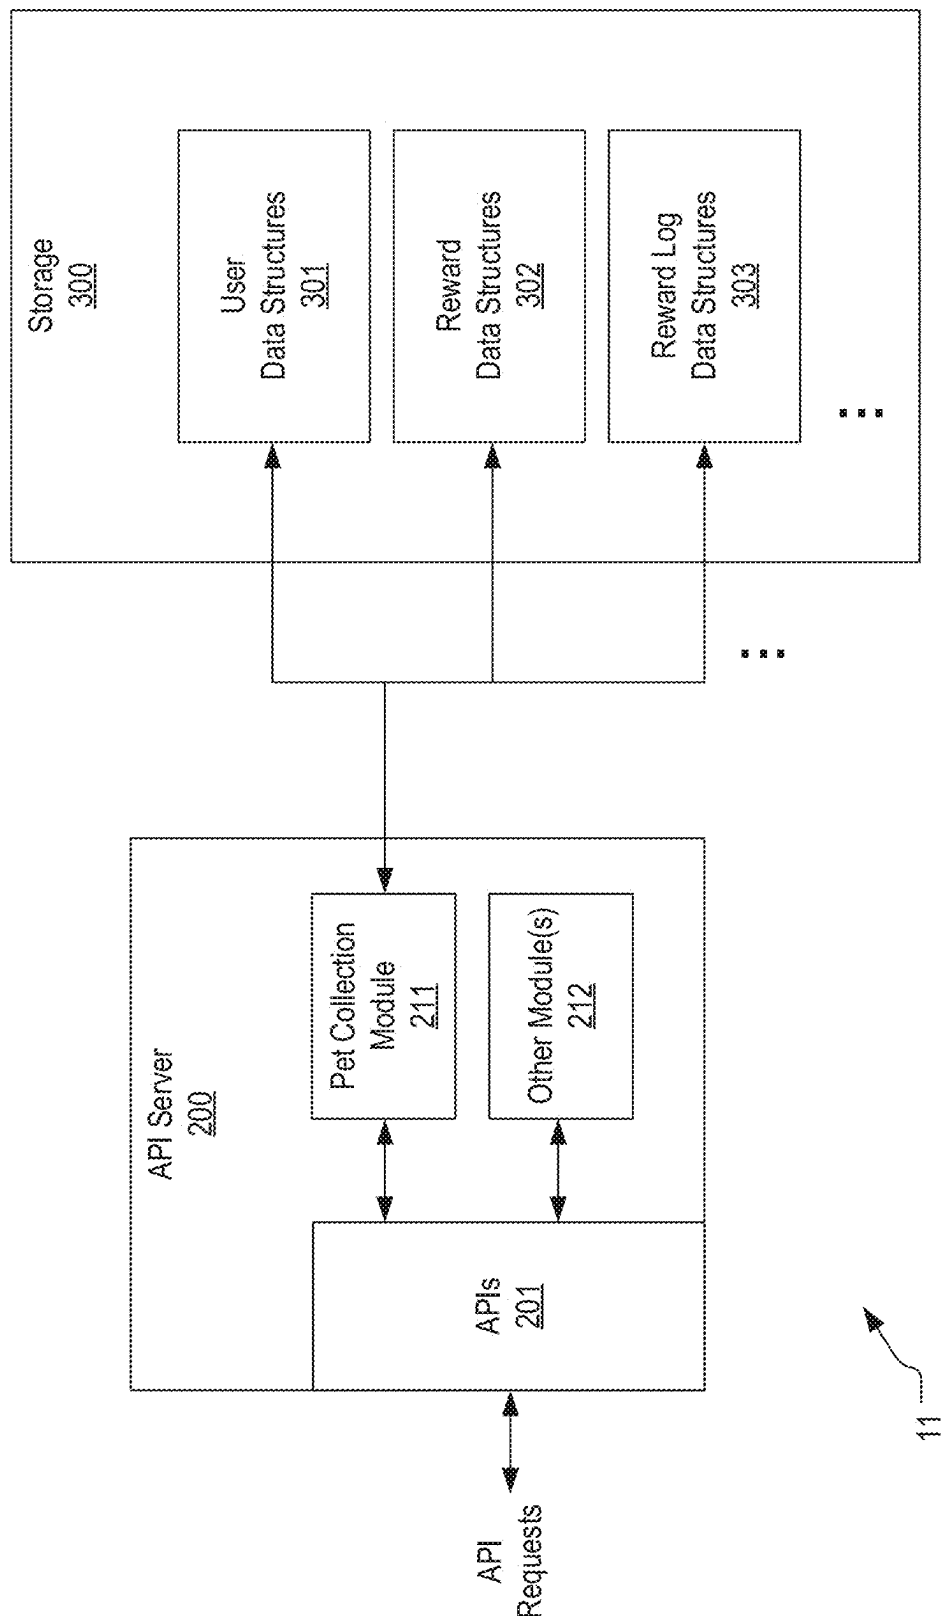 Storage
300
User
Data Structures
301
Reward
Data Structures
302
Reward Log
Data Structures
303
...
...
API Server
200
Pet Collection
Module
211
Other Module(s)
212
APIs
201
API
Requests
11